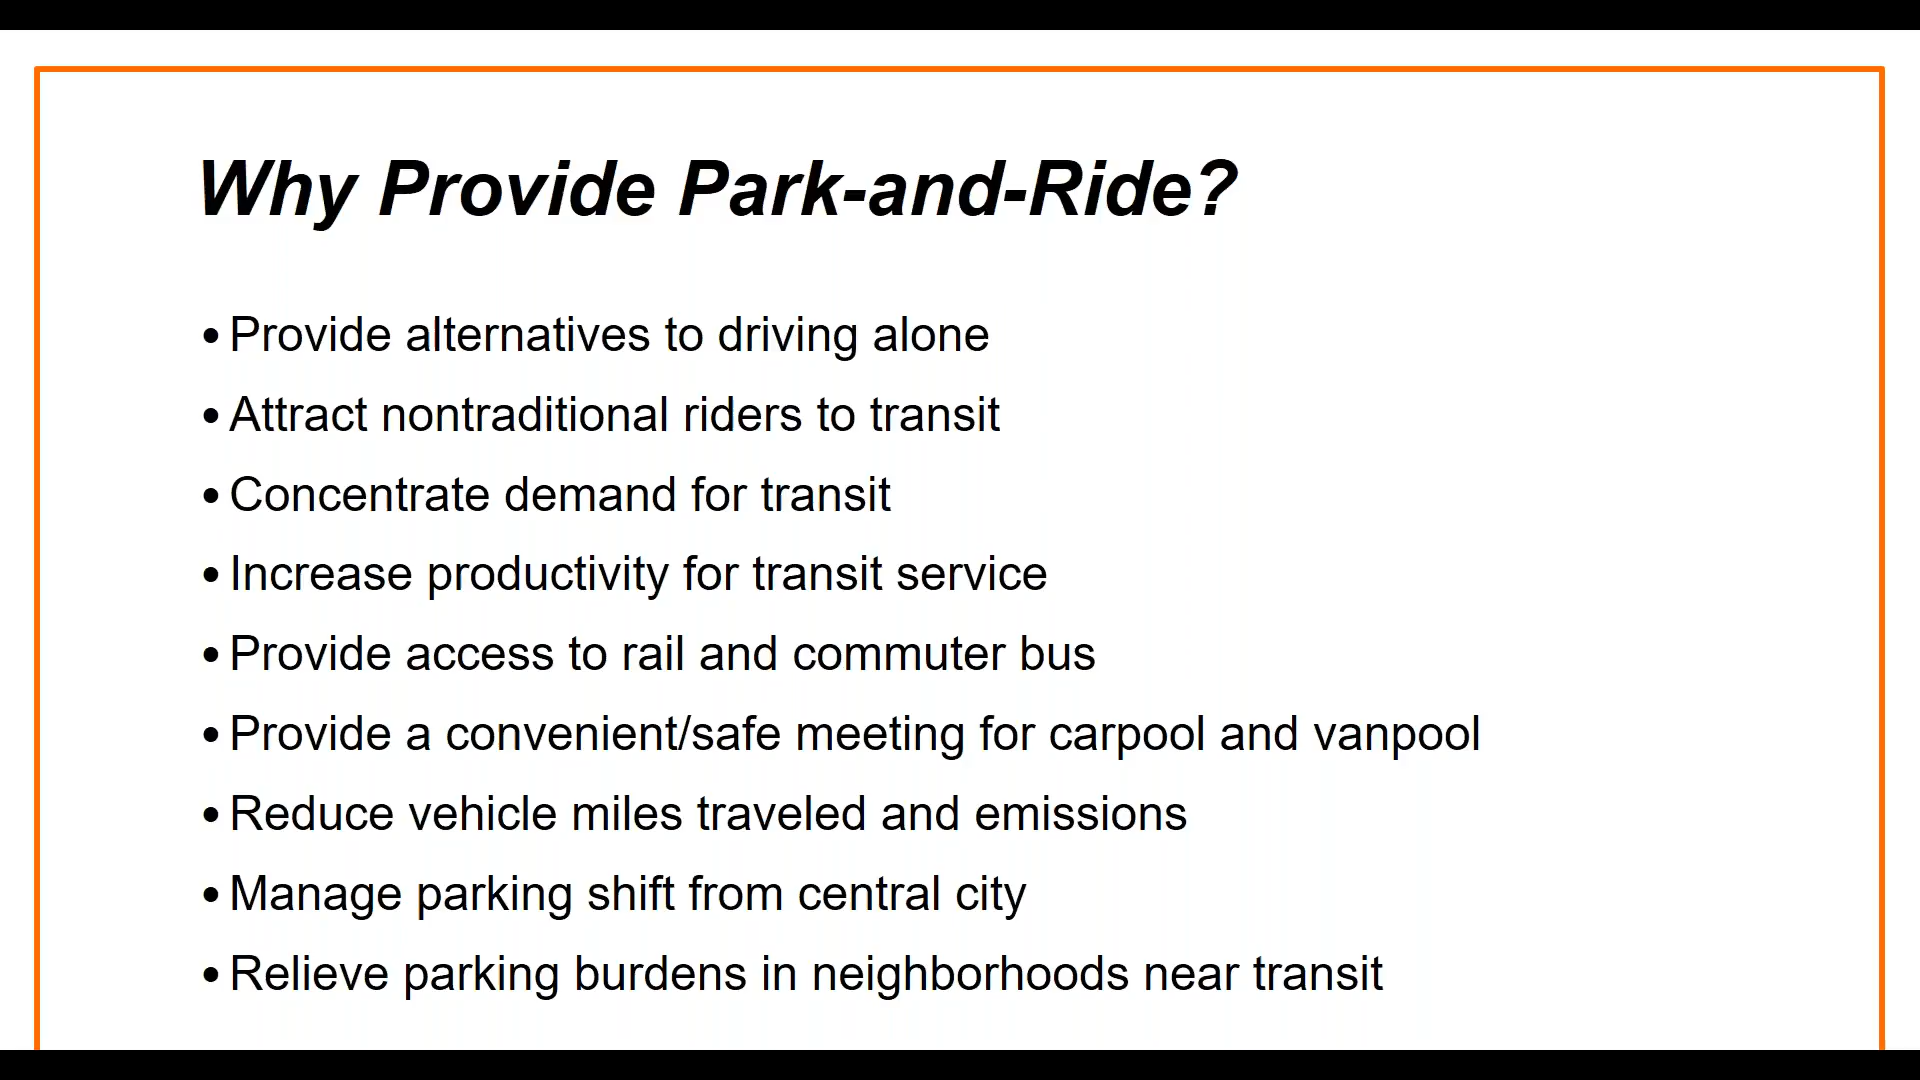 Why Provide Park-and-Ride?
• Provide alternatives to driving alone
• Attract nontraditional riders to transit
• Concentrate demand for transit
• Increase productivity for transit service
• Provide access to rail and commuter bus
• Provide a convenient/safe meeting for carpool and vanpool
• Reduce vehicle miles traveled and emissions
• Manage parking shift from central city
• Relieve parking burdens in neighborhoods near transit